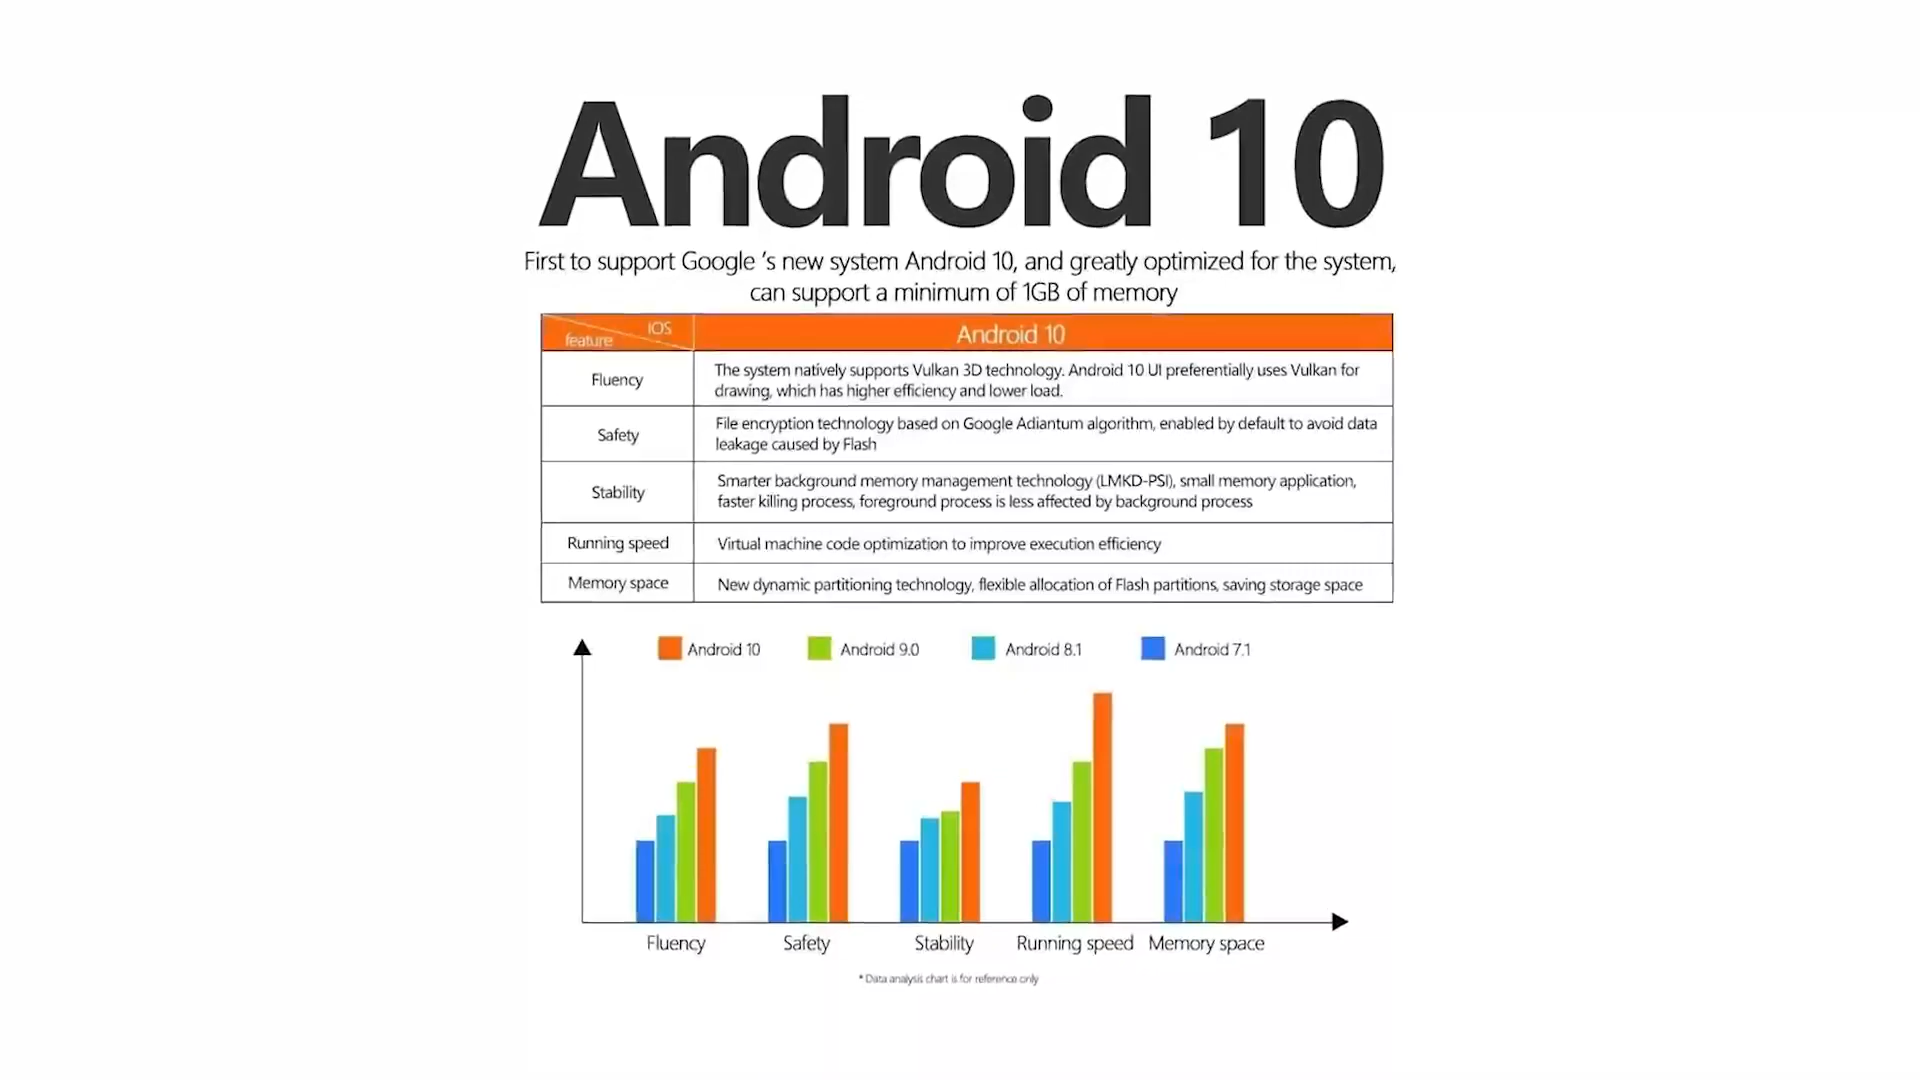 Android 10
First to support Google 's new system Android 10, and greatly optimized for the system,
can support a minimum of 1GB of memory
IOS
feature
Android 10
Fluency
The system natively supports Vulkan 3D technology. Android 10 UI preferentially uses Vulkan for
drawing, which has higher efficiency and lower load.
Safety
File encryption technology based on Google Adiantum algorithm, enabled by default to avoid data
leakage caused by Flash
Stability
Smarter background memory management technology (LMKD-PSI), small memory application,
faster killing process, foreground process is less affected by background process
Running speed
Virtual machine code optimization to improve execution efficiency
Memory space
New dynamic partitioning technology, flexible allocation of Flash partitions, saving storage space
Android 10
Android 9.0
Android 8.1
Android 7.1
Fluency
Safety
Stability
Running speed
Memory space
* Data analysis chart is for reference only